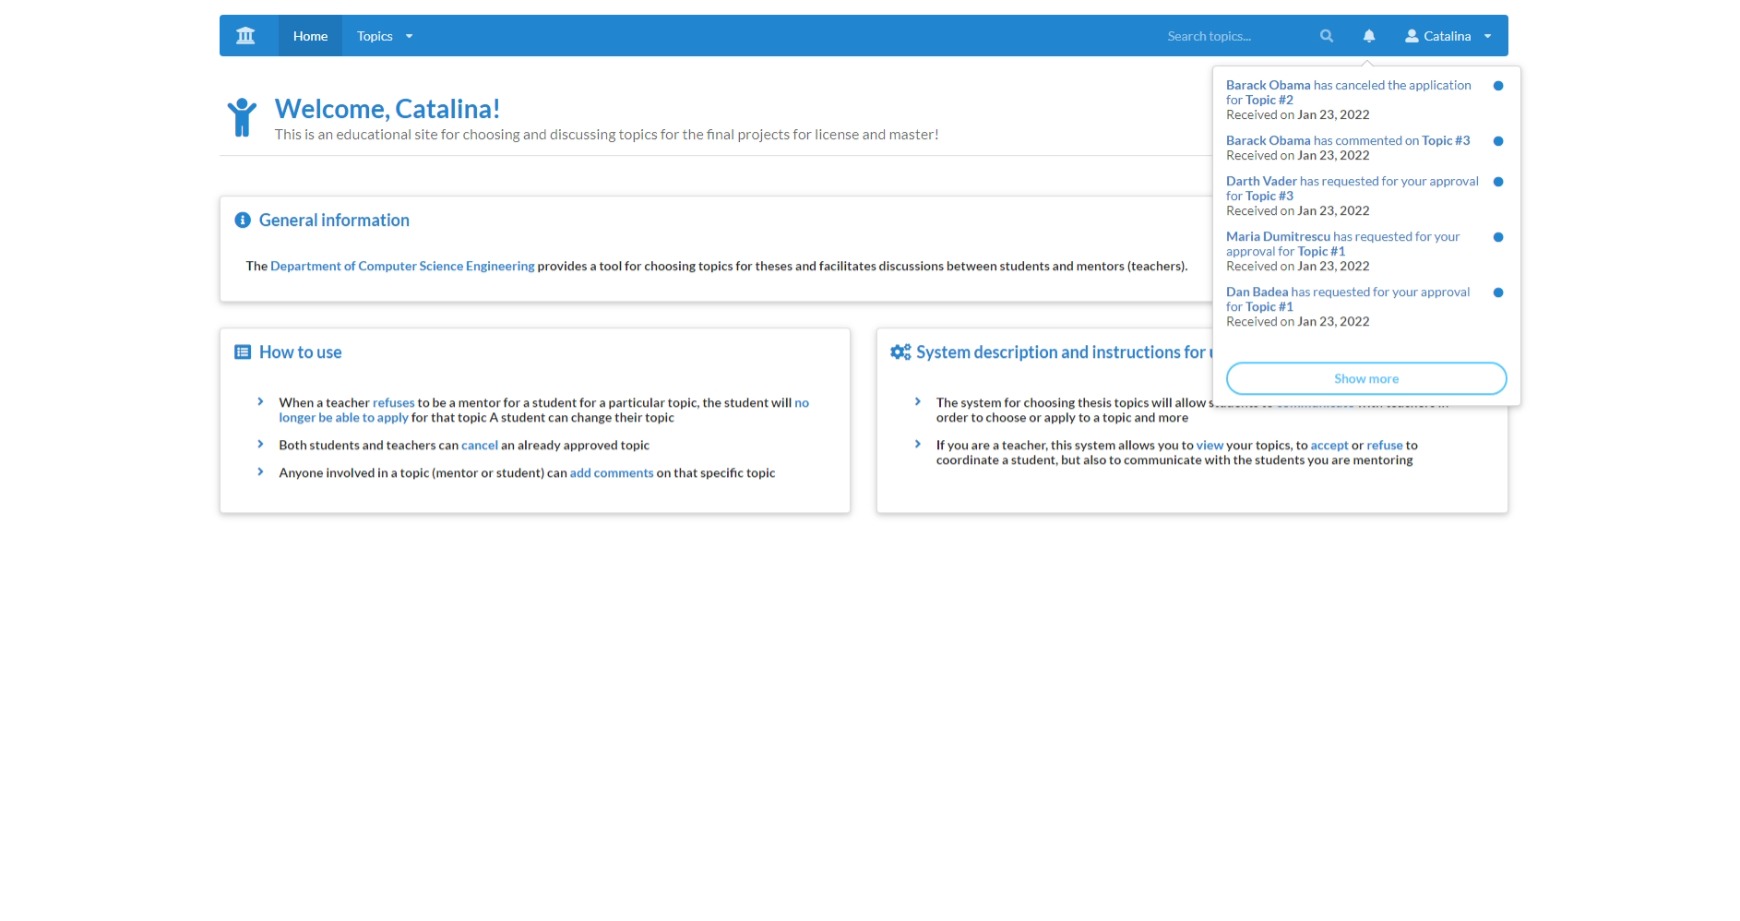 Home
Topics
Search topics...
Catalina
Welcome, Catalina!
This is an educational site for choosing and discussing topics for the final projects for license and master!
Barack Obama has canceled the application
for Topic #2
Received on Jan 23, 2022
Barack Obama has commented on Topic #3
Received on Jan 23, 2022
Darth Vader has requested for your approval
for Topic #3
Received on Jan 23, 2022
Maria Dumitrescu has requested for your
approval for Topic #1
Received on Jan 23, 2022
Dan Badea has requested for your approval
for Topic #1
Received on Jan 23, 2022
Show more
General information
The Department of Computer Science Engineering provides a tool for choosing topics for theses and facilitates discussions between students and mentors (teachers).
How to use
When a teacher refuses to be a mentor for a student for a particular topic, the student will no
longer be able to apply for that topic A student can change their topic
Both students and teachers can cancel an already approved topic
Anyone involved in a topic (mentor or student) can add comments on that specific topic
System description and instructions for
The system for choosing thesis topics will allow
order to choose or apply to a topic and more
If you are a teacher, this system allows you to view your topics, to accept or refuse to
coordinate a student, but also to communicate with the students you are mentoring